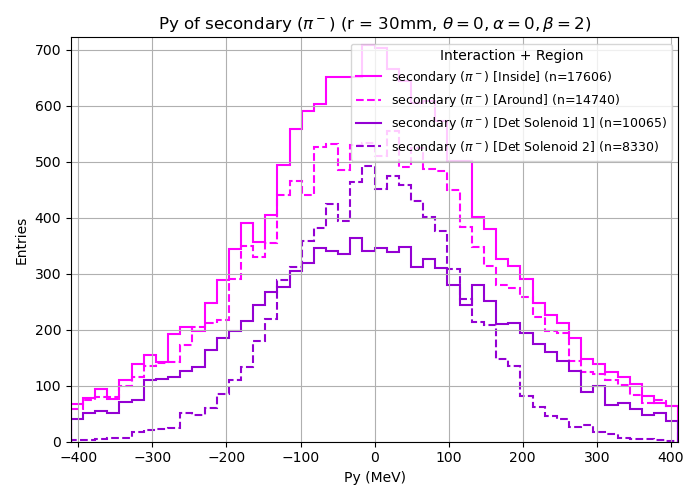 Py of secondary (π⁻) (r = 30mm, θ = 0, α = 0, β = 2)
Interaction + Region
secondary (π⁻) [Inside] (n=17606)
secondary (π⁻) [Around] (n=14740)
secondary (π⁻) [Det Solenoid 1] (n=10065)
secondary (π⁻) [Det Solenoid 2] (n=8330)
Entries
700
600
500
400
300
200
100
0
−400 −300 −200 −100 0 100 200 300 400
Py (MeV)